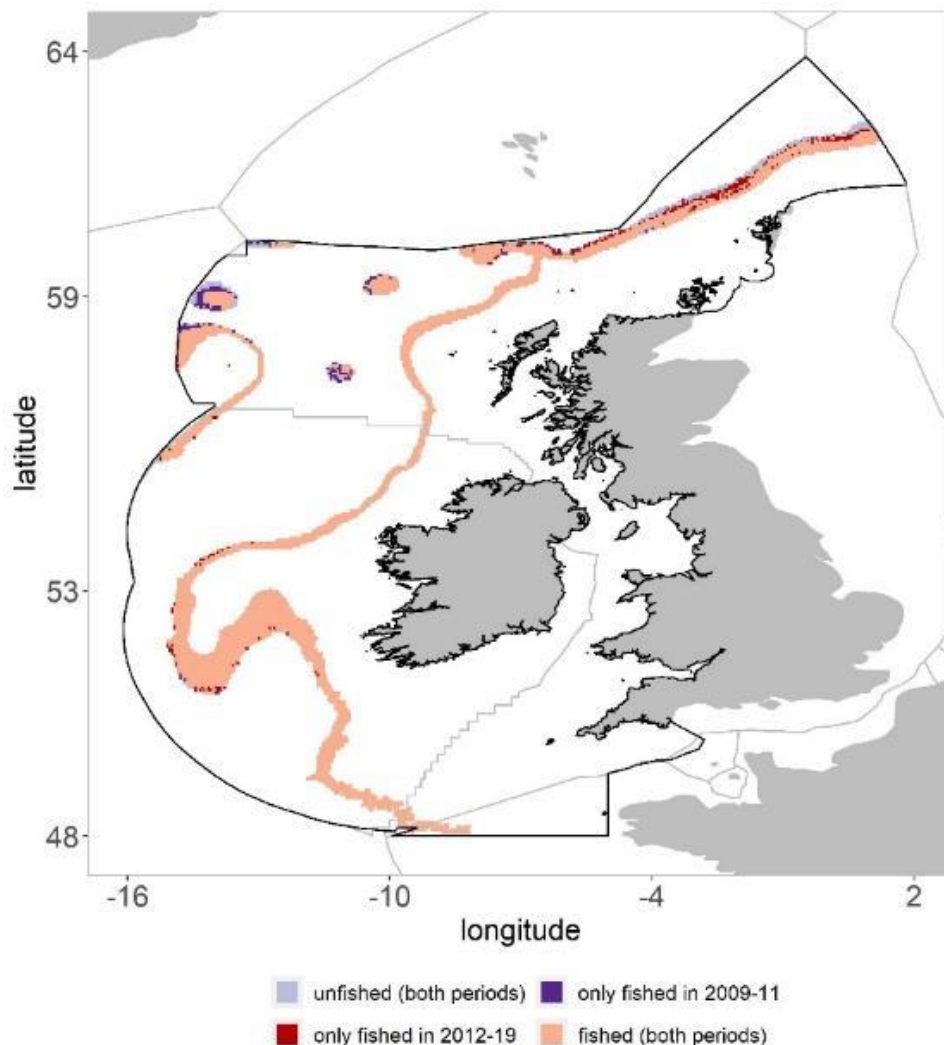 64
59
53
48
latitude
-16 -10 -4 2
longitude
unfished (both periods) only fished in 2009-11
only fished in 2012-19 fished (both periods)